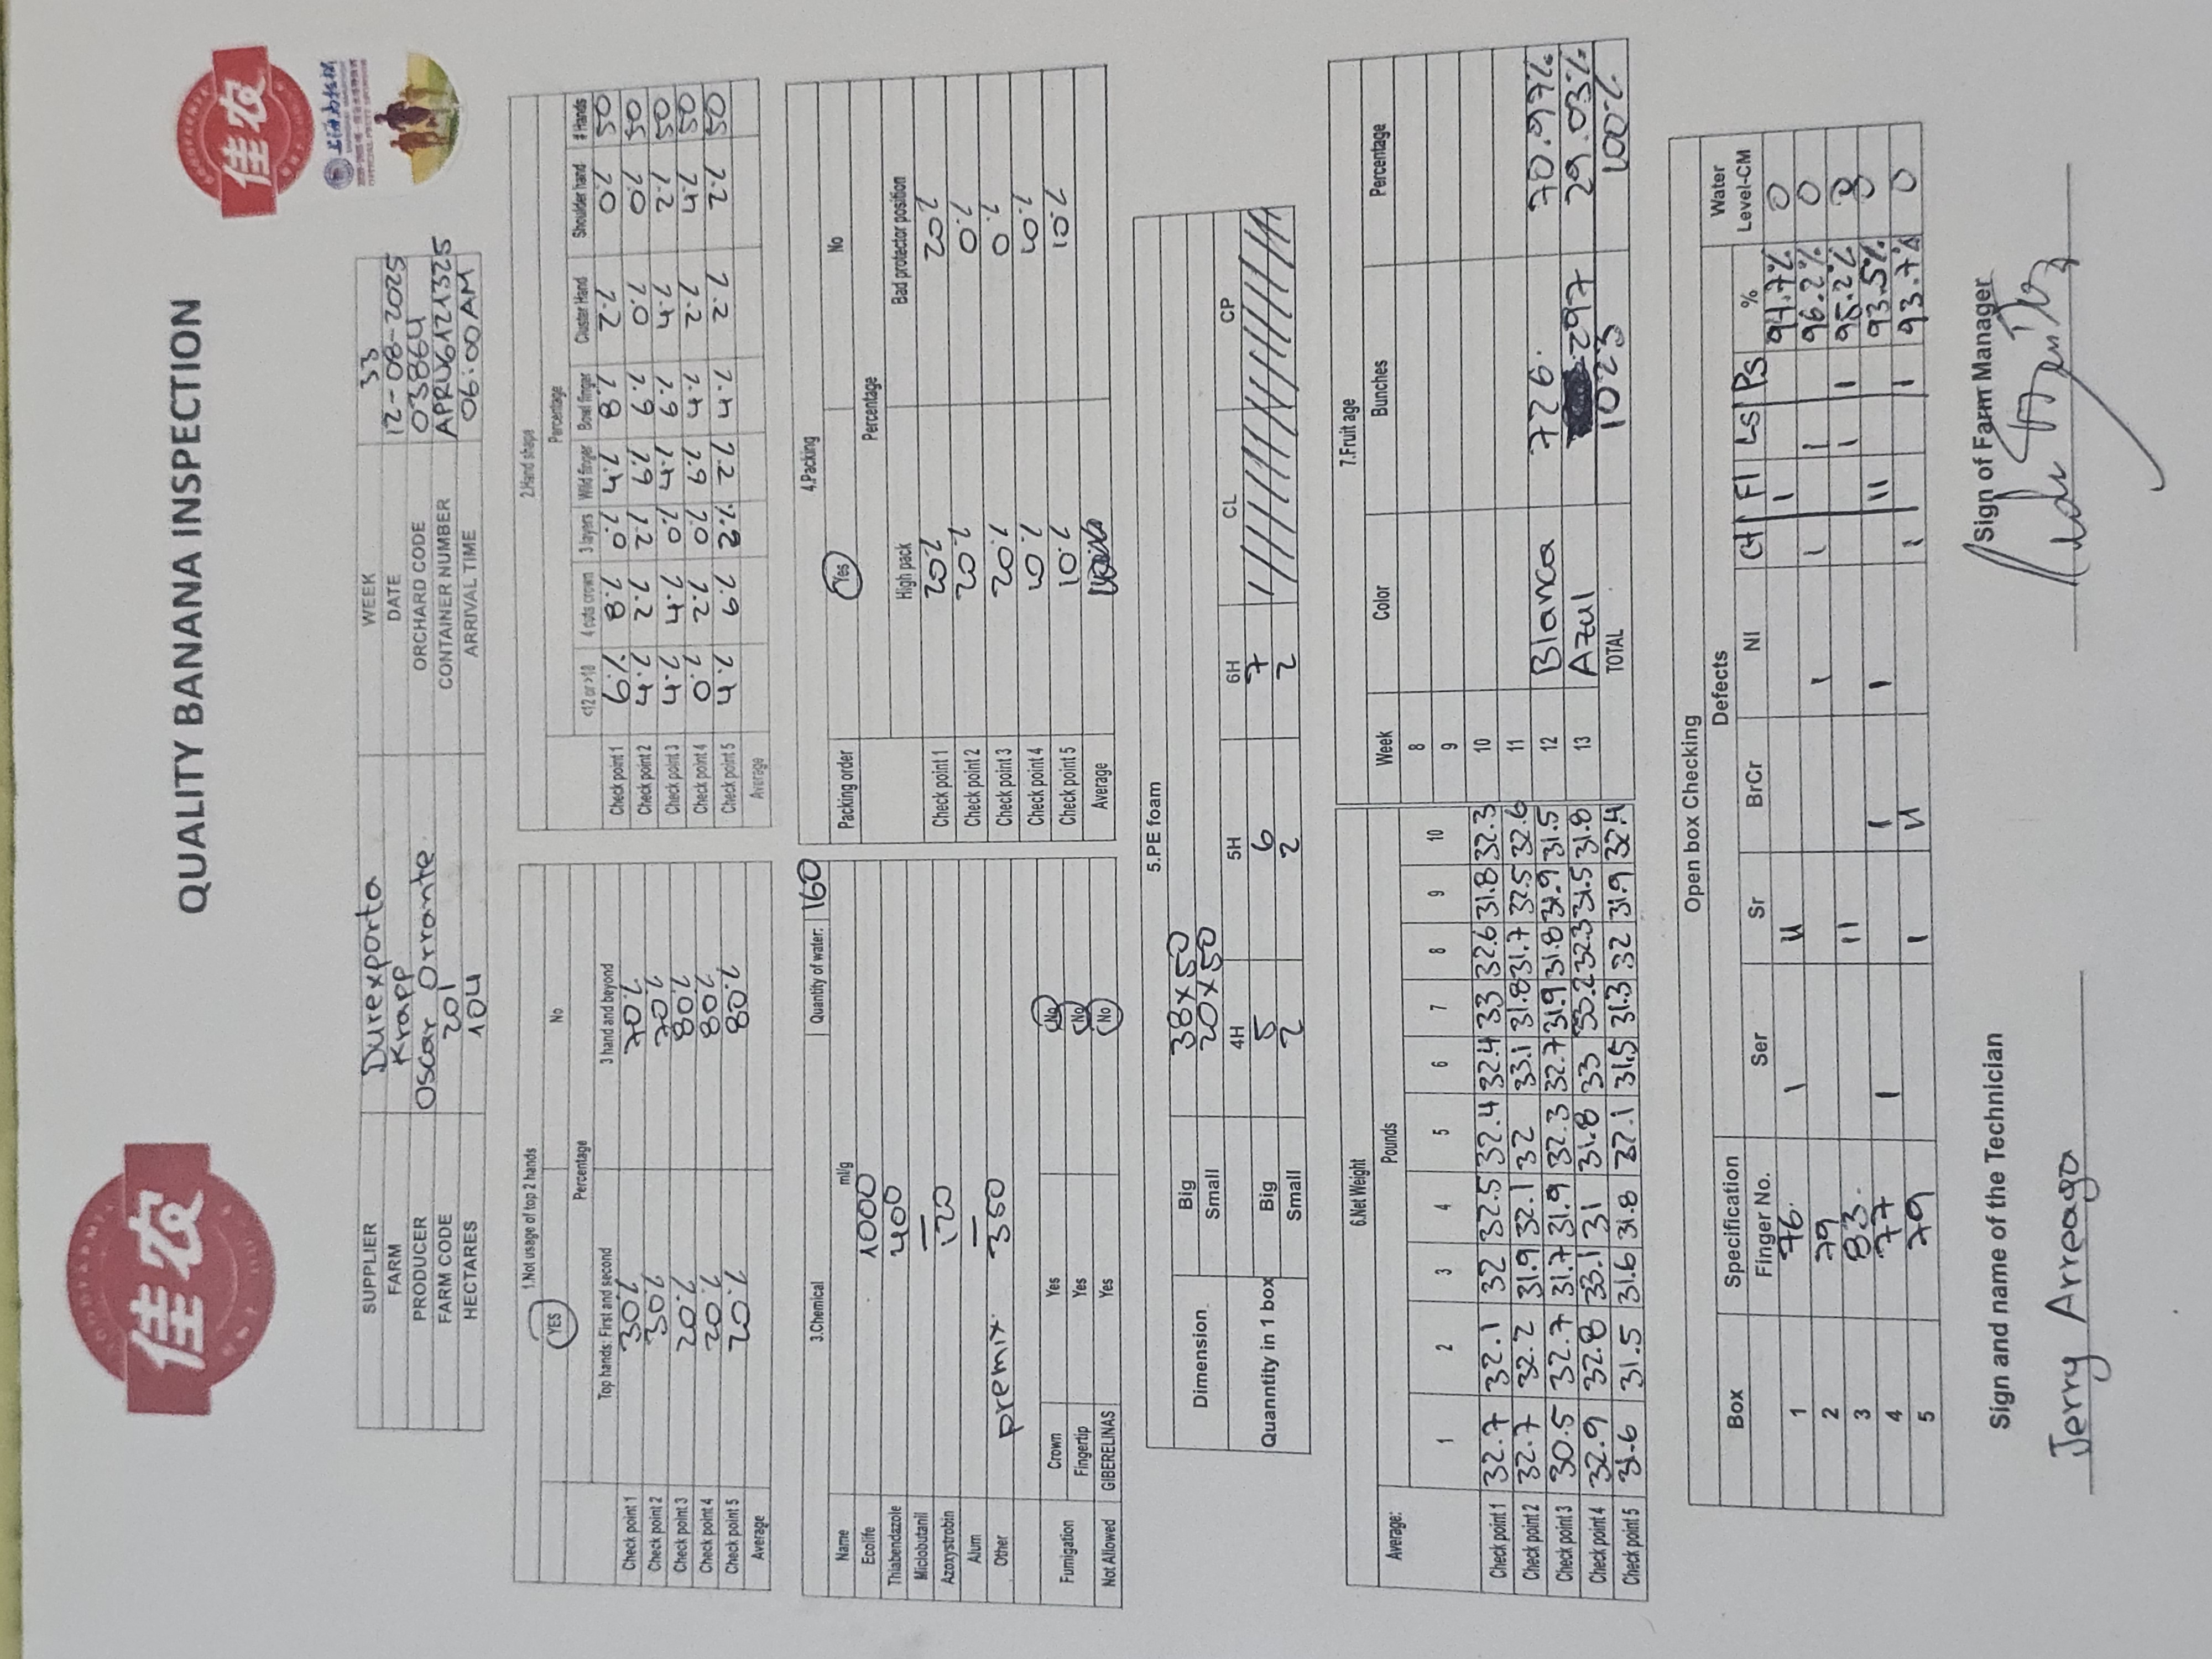 佳农
QUALITY BANANA INSPECTION
佳农
SUPPLIER Durexporta WEEK 33
FARM Krapp DATE 12-08-2025
PRODUCER Oscar Orrante ORCHARD CODE 03864
FARM CODE 201 CONTAINER NUMBER APRU6121325
HECTARES 104 ARRIVAL TIME 06:00AM
1.Not usage of top 2 hands
YES No
Percentage
Top hands: First and second 3 hand and beyond
Check point 1 30% 70%
Check point 2 30% 70%
Check point 3 20% 80%
Check point 4 20% 80%
Check point 5 20% 80%
Average
2.Hand shape
Percentage
<12 or >18 4 cuts crown 3 layers Wild finger Bowl finger Cluster Hand Shoulder hand # Hands
Check point 1 6% 8% 0% 4% 8% 2% 0% 50
Check point 2 4% 2% 2% 6% 6% 0% 0% 50
Check point 3 4% 4% 0% 4% 6% 4% 2% 50
Check point 4 0% 2% 0% 6% 4% 2% 4% 50
Check point 5 4% 6% 2% 2% 4% 2% 2% 50
Average
3.Chemical Quantity of water: 160
Name ml/g
Ecolife 1000
Thiabendazole 400
Miclobutanil —
Azoxystrobin 120
Alum —
Other premix. 350
Fumigation Crown Yes No
Fingertip Yes No
Not Allowed GIBERELINAS Yes No
4.Packing
Packing order Yes No
Percentage
High pack Bad protector position
Check point 1 20% 20%
Check point 2 20% 0%
Check point 3 20% 0%
Check point 4 10% 10%
Check point 5 10% 10%
Average
5.PE foam
Dimension Big 38x50
Small 20x50
4H 5H 6H CL CP
Quanntity in 1 box Big 5 6 7
Small 2 2 2
6.Net Weight
Average: Pounds
1 2 3 4 5 6 7 8 9 10
Check point 1 32.7 32.1 32 32.5 32.4 32.4 33 32.6 31.8 32.3
Check point 2 32.7 32.2 31.9 32.1 32 33.1 31.8 31.7 32.5 32.6
Check point 3 30.5 32.7 31.7 31.9 32.3 32.7 31.9 31.8 31.9 31.5
Check point 4 32.9 32.8 33.1 31 31.8 33 33.2 32.3 31.5 31.8
Check point 5 31.6 31.5 31.6 31.8 32.1 31.5 31.3 32 31.9 32.4
7.Fruit age
Week Color Bunches Percentage
8
9
10
11
12 Blanca 726. 70.97%
13 Azul 297 29.03%
TOTAL 1023 100%
Open box Checking
Box Specification Defects Water
Finger No. Ser Sr BrCr NI CH FI LS PS % Level-CM
1 76. I II I 94.7% 0
2 79 I I I 96.2% 0
3 83. II I I 95.2% 0
4 77 I I I II 93.5% 0
5 79 I II I I 93.7% 0
Sign and name of the Technician Sign of Farm Manager
Jerry Arreaga